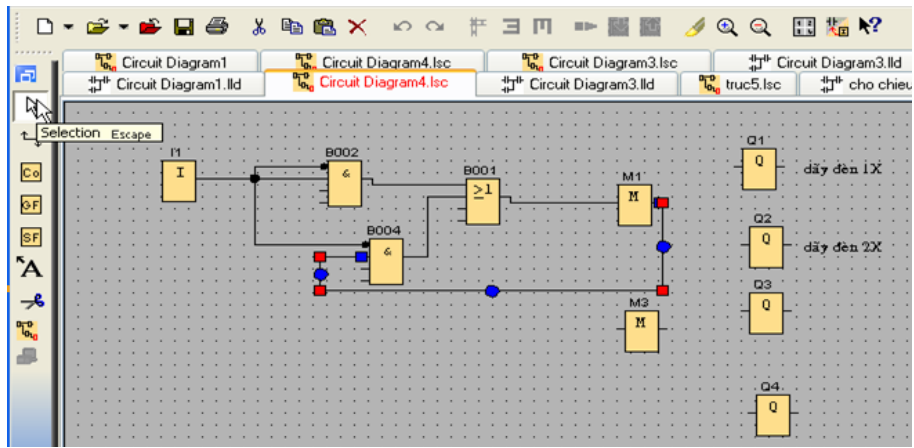 Circuit Diagram1
Circuit Diagram4.lsc
Circuit Diagram3.lsc
Circuit Diagram3.lld
Circuit Diagram1.lld
Circuit Diagram4.lsc
Circuit Diagram3.lld
truc5.lsc
cho chieu
Selection Escape
Co
GF
SF
A
I1
I
B002
&
B001
≥1
M1
M
B004
&
M3
M
Q1
Q
dãy đèn 1X
Q2
Q
dãy đèn 2X
Q3
Q
Q4
Q